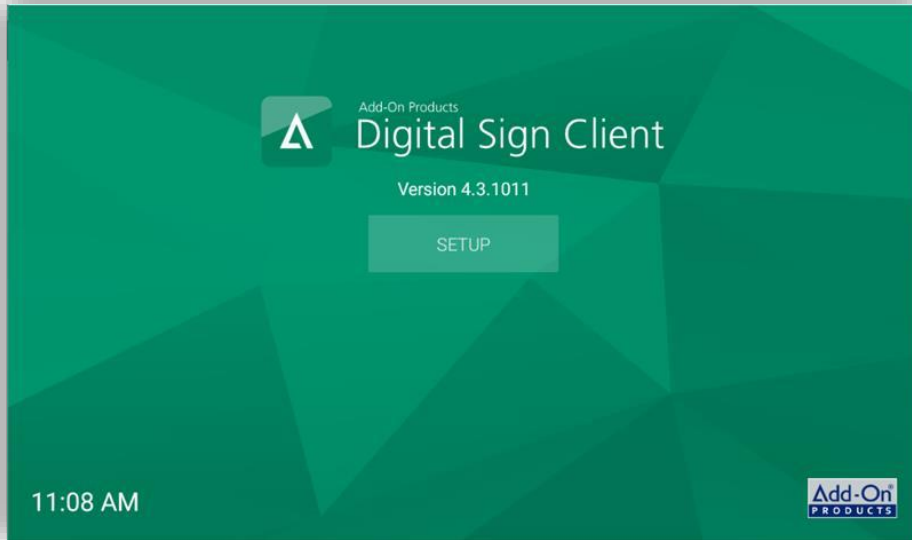 Add-On Products
Digital Sign Client
Version 4.3.1011
SETUP
11:08 AM
Add-On®
PRODUCTS